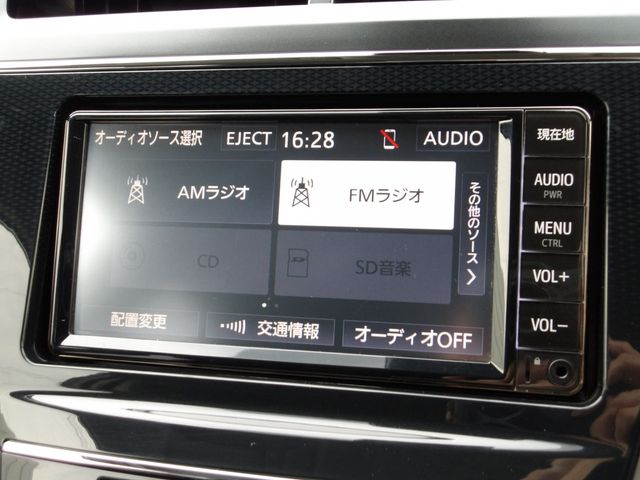 オーディオソース選択 EJECT 16:28 AUDIO
AMラジオ FMラジオ
CD SD音楽
その他のソース
配置変更 交通情報 オーディオOFF
現在地
AUDIO
PWR
MENU
CTRL
VOL+
VOL-